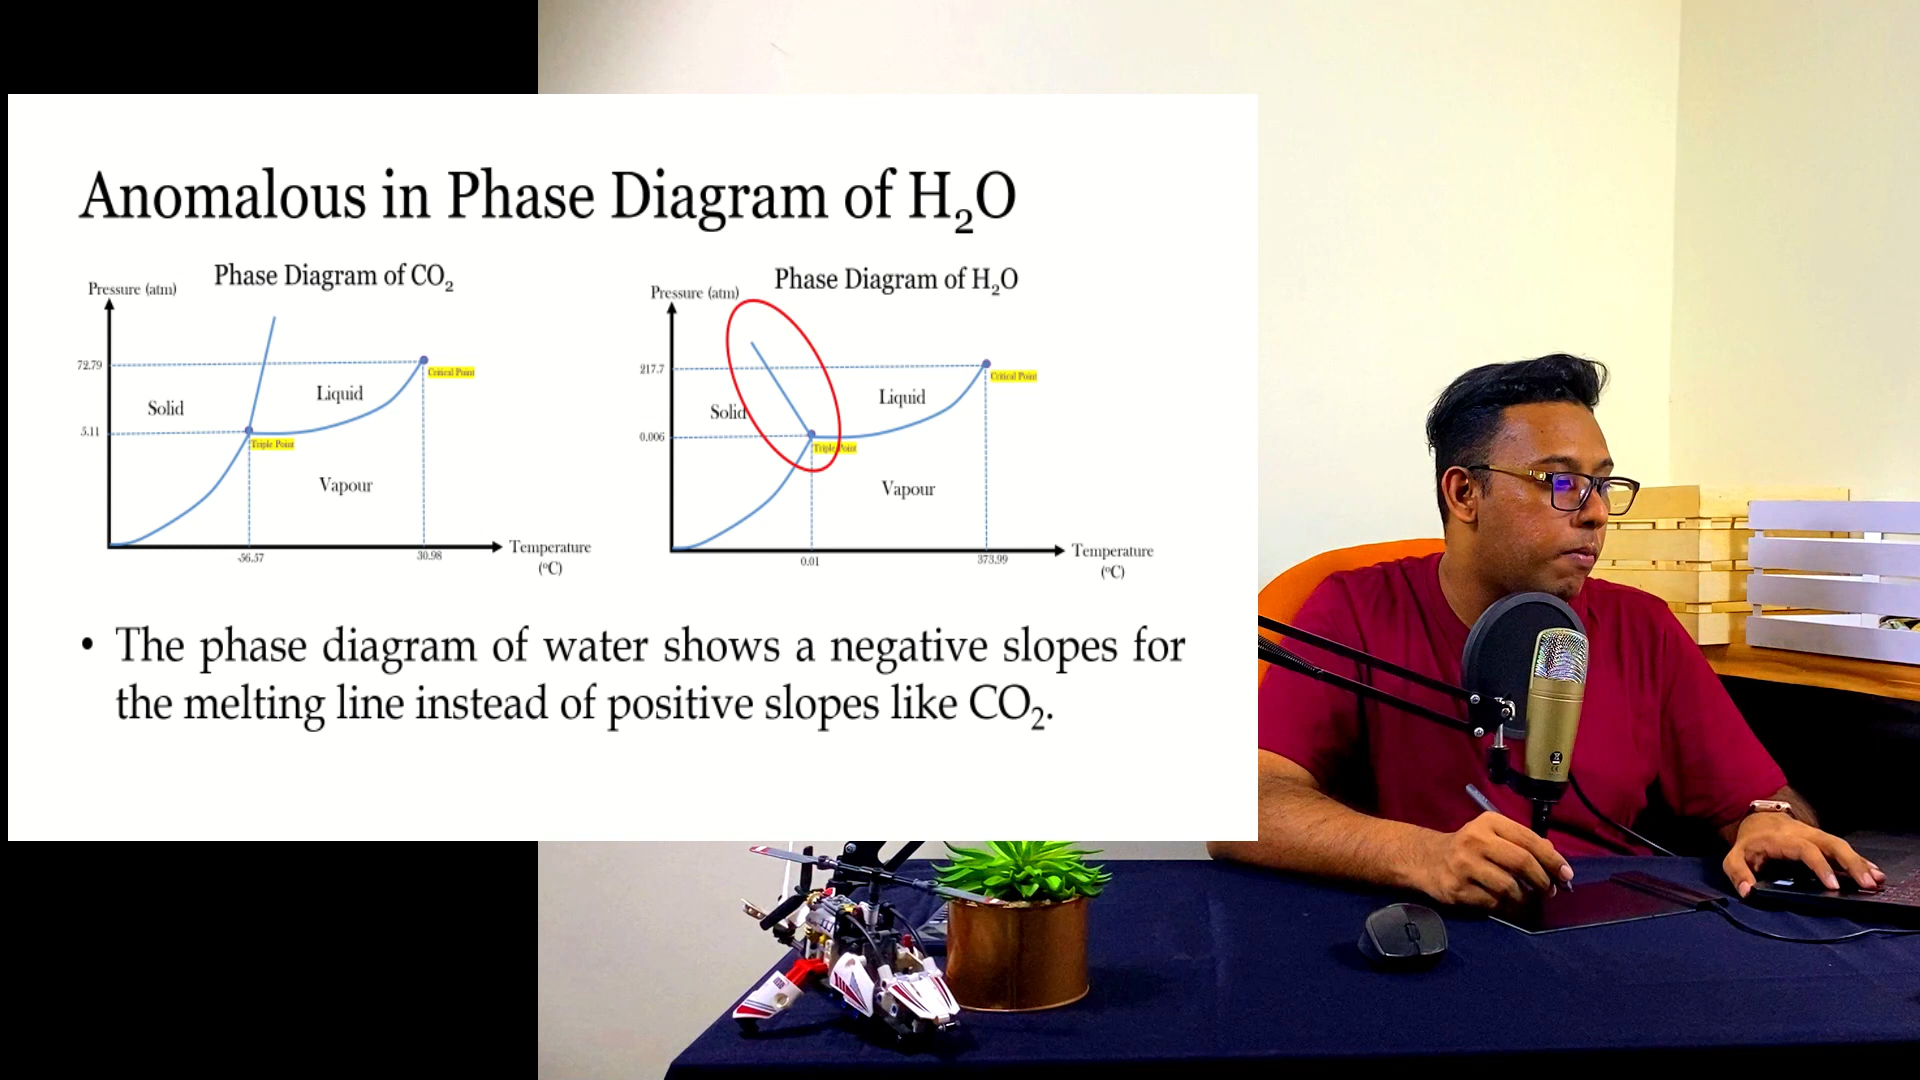 Anomalous in Phase Diagram of H₂O
Phase Diagram of CO₂
Pressure (atm)
72.79
Critical Point
Liquid
Solid
5.11
Triple Point
Vapour
-56.57
30.98
Temperature
(°C)
Phase Diagram of H₂O
Pressure (atm)
217.7
Critical Point
Liquid
Solid
0.006
Triple Point
Vapour
0.01
373.99
Temperature
(°C)
• The phase diagram of water shows a negative slopes for
the melting line instead of positive slopes like CO₂.